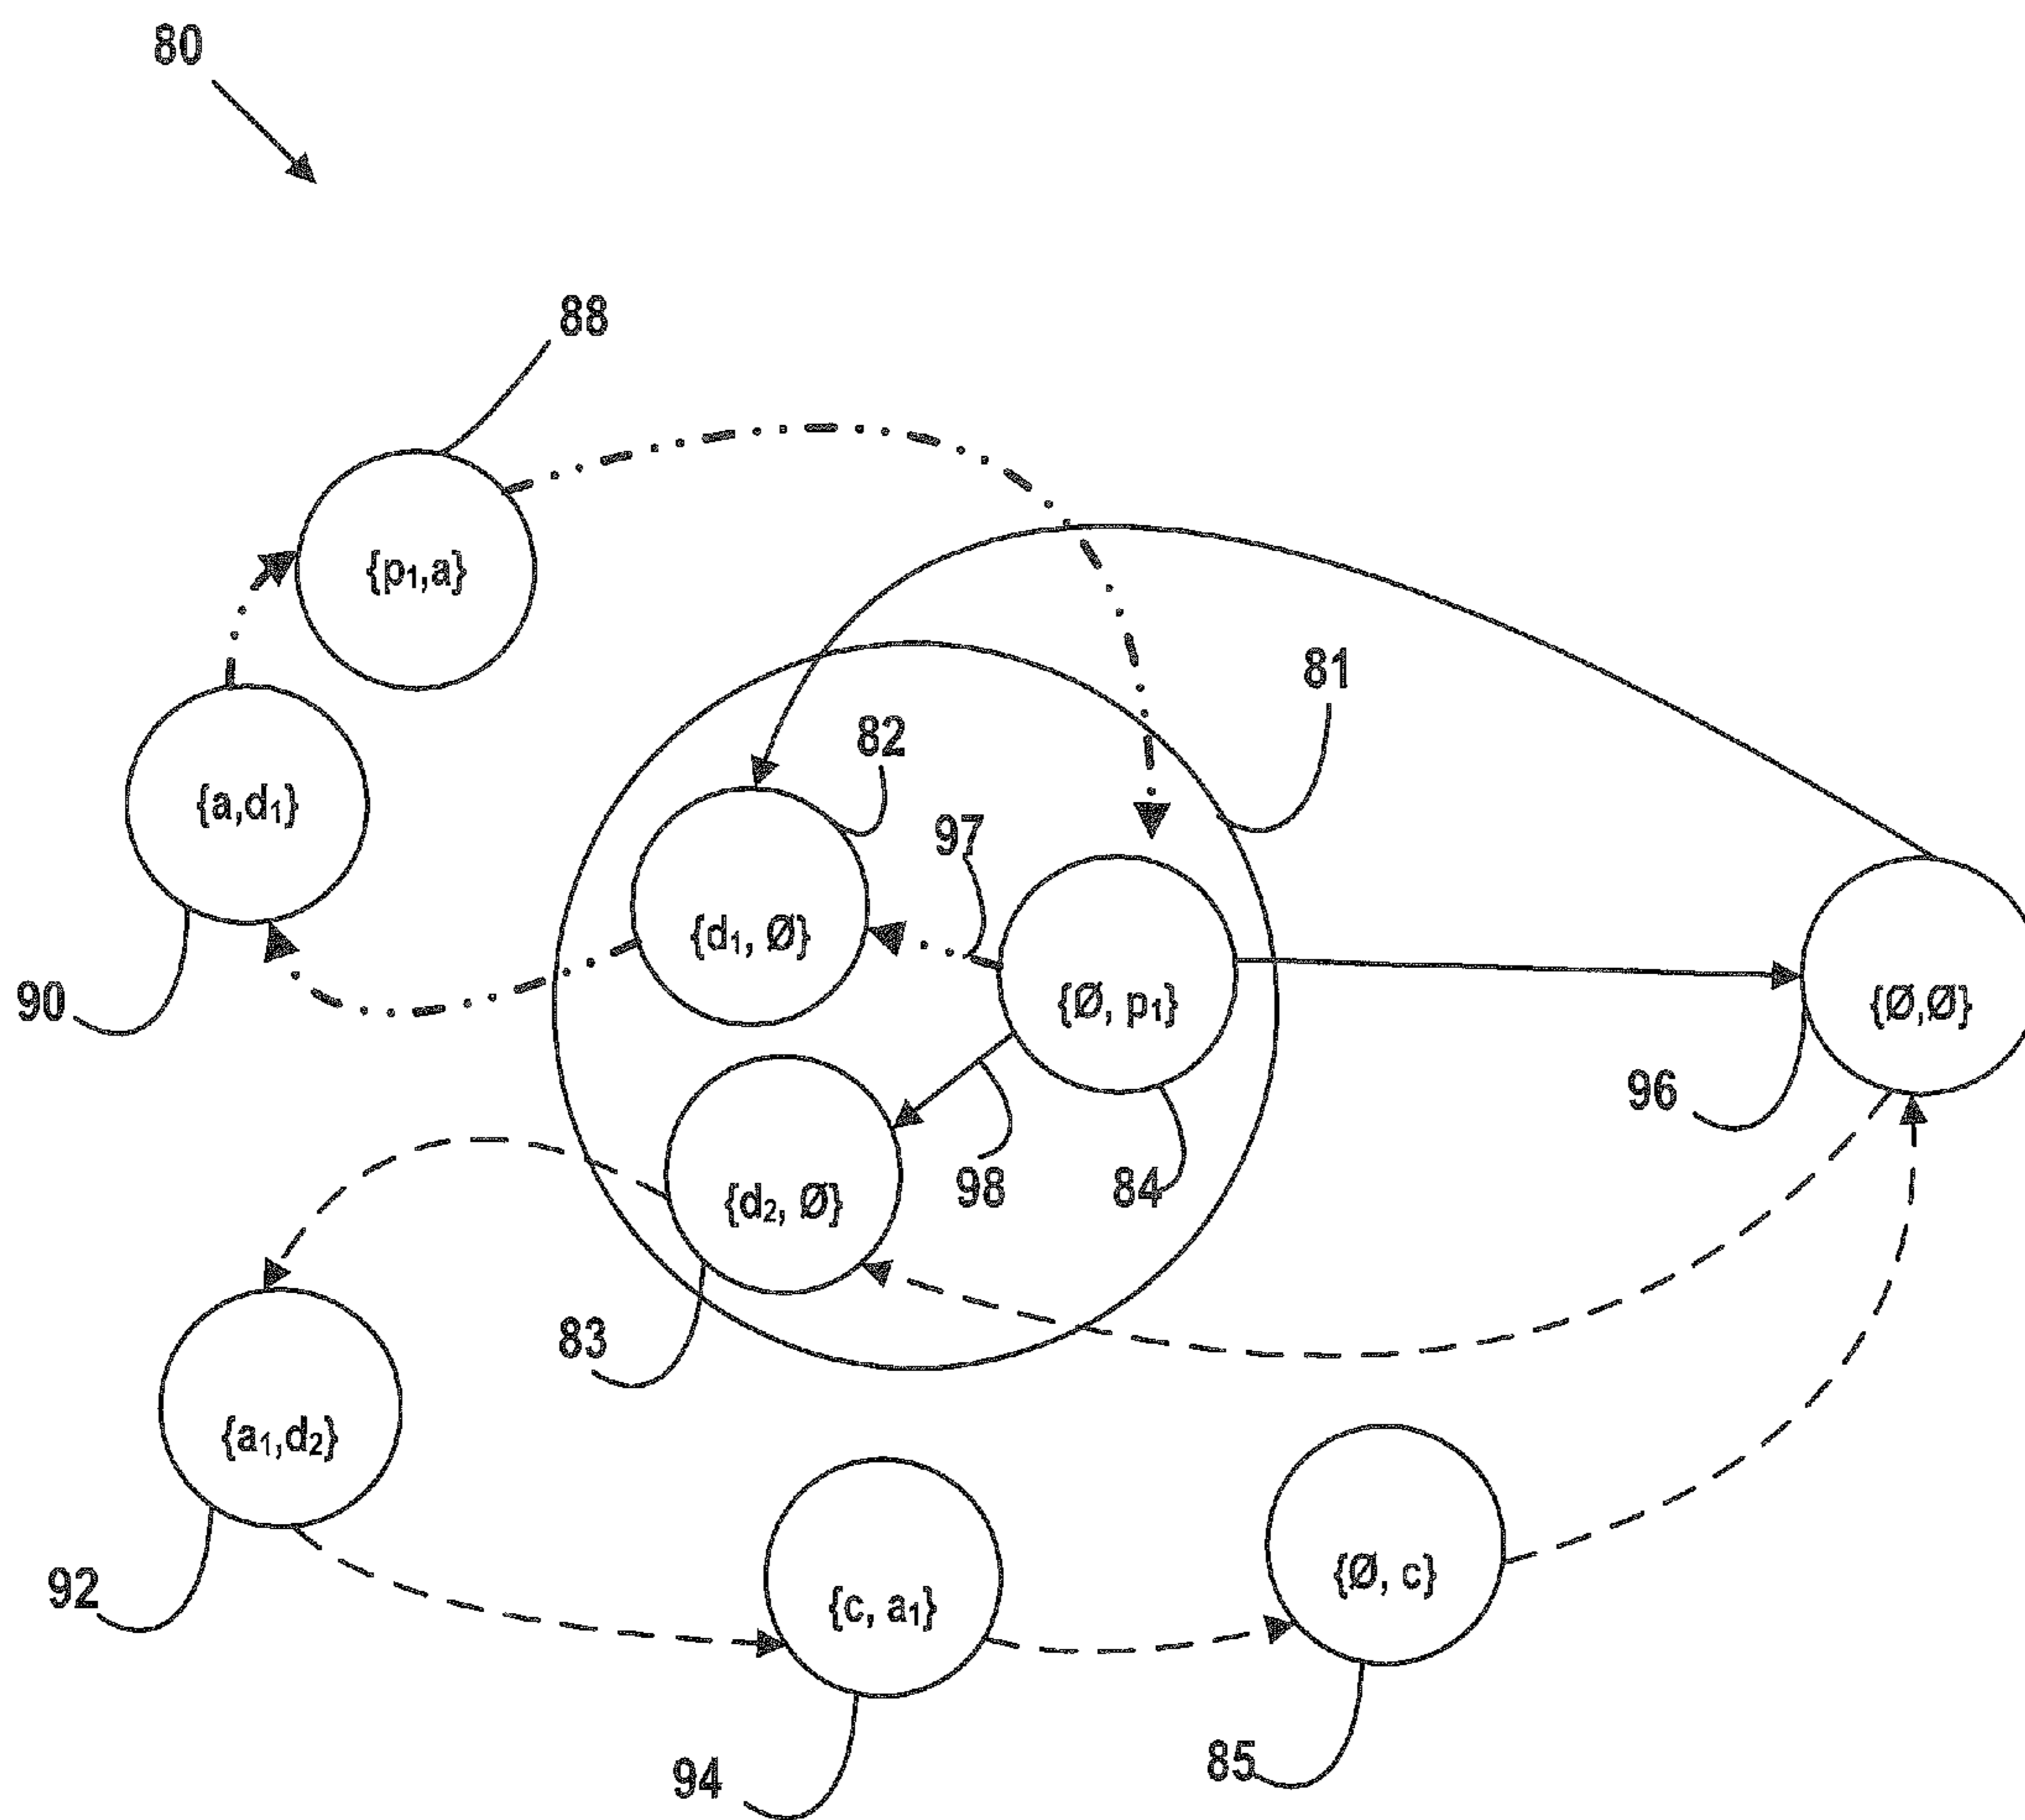 80
88
{p₁,a}
81
82
{a,d₁}
97
{d₁, Ø}
90
{Ø, p₁}
{Ø,Ø}
96
98
84
{d₂, Ø}
83
{a₁,d₂}
92
{c, a₁}
{Ø, c}
94
85